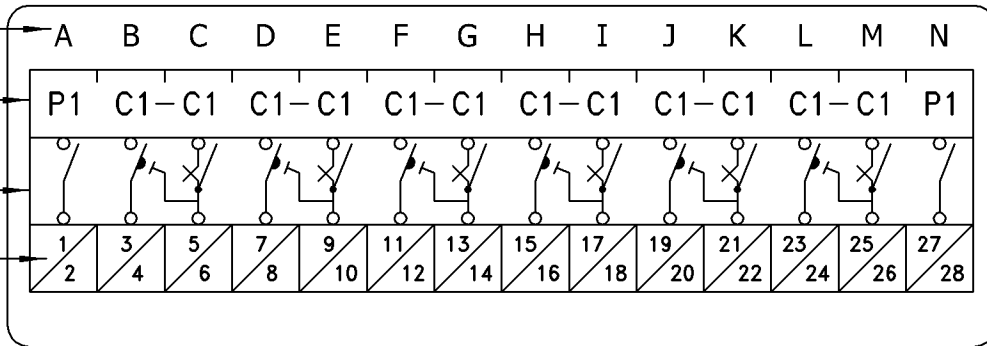 A B C D E F G H I J K L M N
P1 C1-C1 C1-C1 C1-C1 C1-C1 C1-C1 C1-C1 P1
1 3 5 7 9 11 13 15 17 19 21 23 25 27
2 4 6 8 10 12 14 16 18 20 22 24 26 28